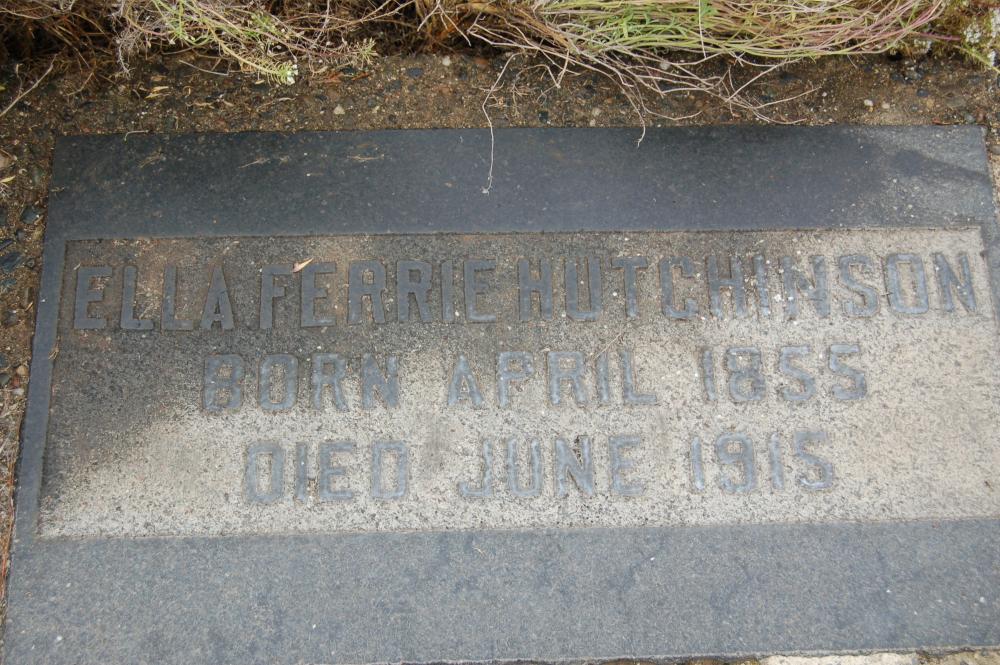 ELLA FERRIE HUTCHINSON
BORN APRIL 1855
DIED JUNE 1915